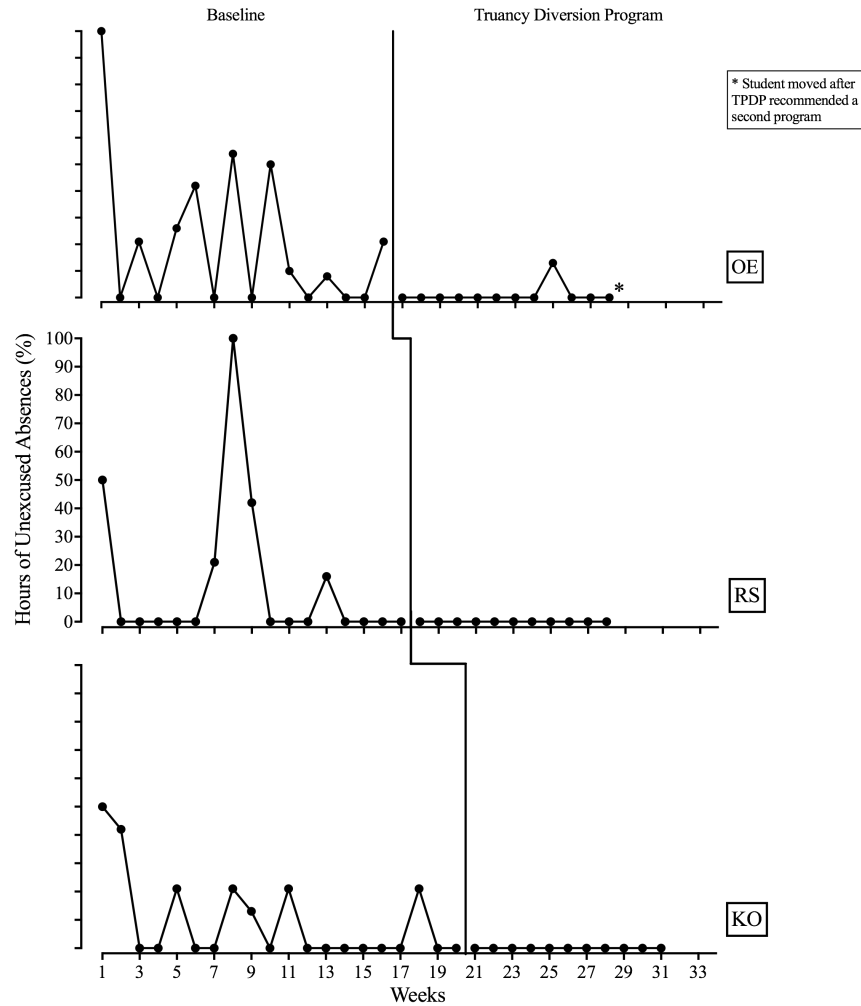 Baseline
Truancy Diversion Program
* Student moved after
TPDP recommended a
second program
OE
*
Hours of Unexcused Absences (%)
100
90
80
70
60
50
40
30
20
10
0
RS
KO
1 3 5 7 9 11 13 15 17 19 21 23 25 27 29 31 33
Weeks